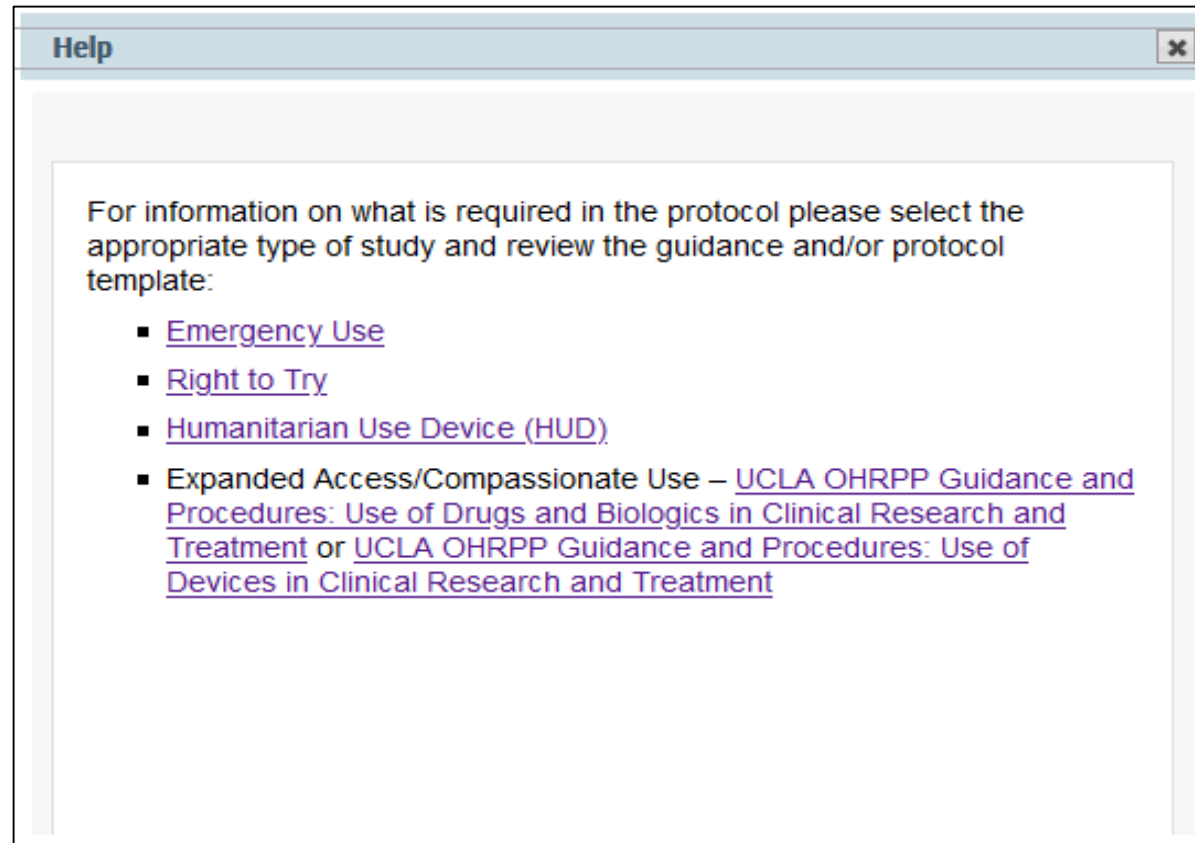 Help
For information on what is required in the protocol please select the
appropriate type of study and review the guidance and/or protocol
template:
▪ Emergency Use
▪ Right to Try
▪ Humanitarian Use Device (HUD)
▪ Expanded Access/Compassionate Use – UCLA OHRPP Guidance and
Procedures: Use of Drugs and Biologics in Clinical Research and
Treatment or UCLA OHRPP Guidance and Procedures: Use of
Devices in Clinical Research and Treatment